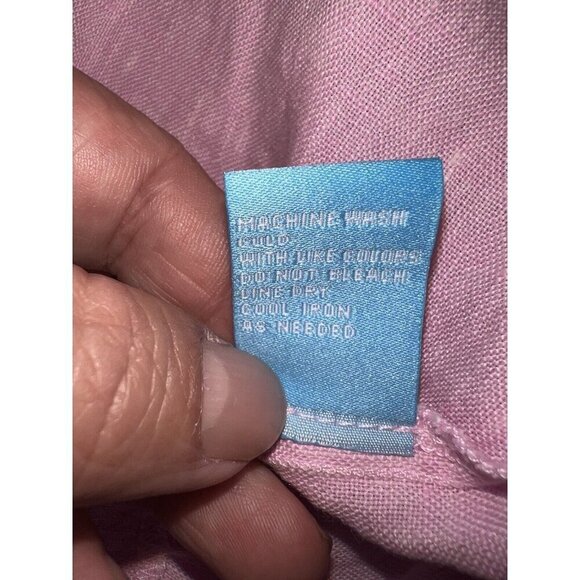 MACHINE WASH
COLD
WITH LIKE COLORS
DO NOT BLEACH
LINE DRY
COOL IRON
AS NEEDED